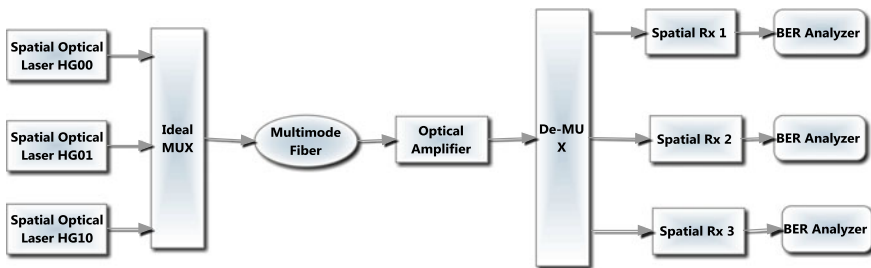 Spatial Optical
Laser HG00
Spatial Optical
Laser HG01
Spatial Optical
Laser HG10
Ideal
MUX
Multimode
Fiber
Optical
Amplifier
De-MU
X
Spatial Rx 1
BER Analyzer
Spatial Rx 2
BER Analyzer
Spatial Rx 3
BER Analyzer